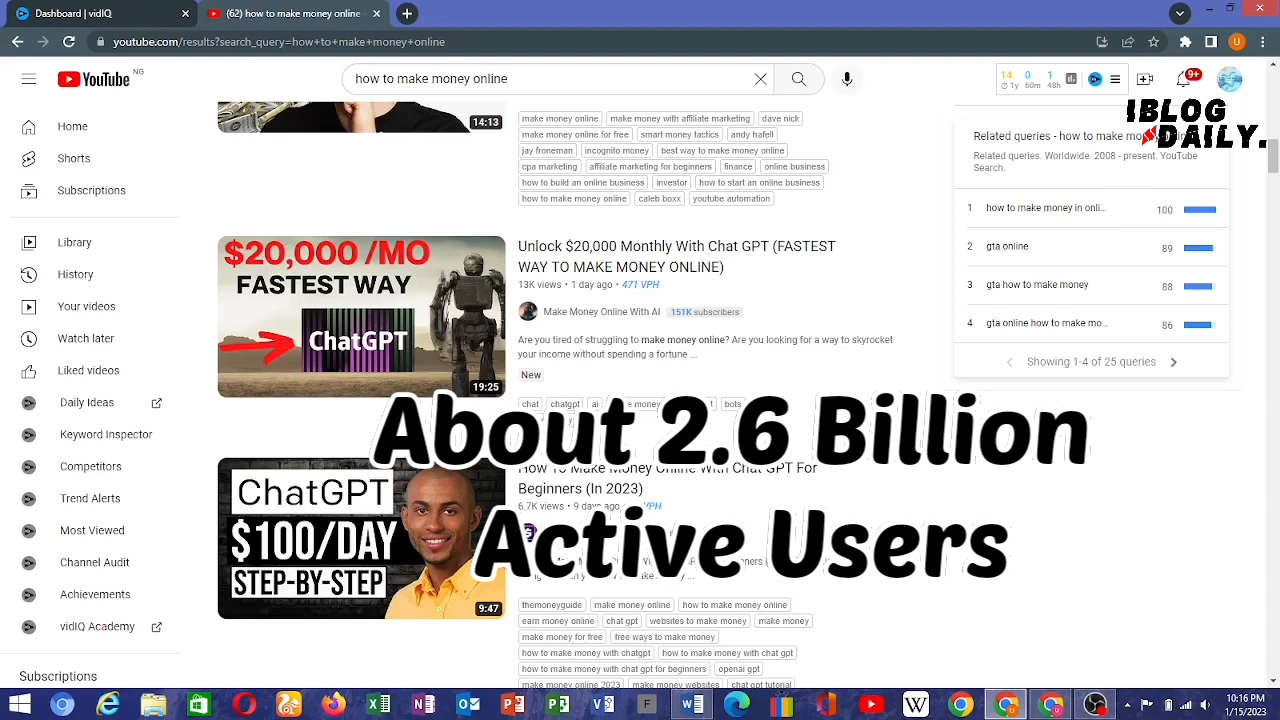 Dashboard | vidIQ
(62) how to make money online -
youtube.com/results?search_query=how+to+make+money+online
U
YouTube NG
how to make money online
14 0 1
1y 60m 48h
9+
IBLOG
DAILY.
Home
Shorts
Subscriptions
Library
History
Your videos
Watch later
Liked videos
Daily Ideas
Keyword Inspector
Competitors
Trend Alerts
Most Viewed
Channel Audit
Achievements
vidIQ Academy
Subscriptions
14:13
make money online make money with affiliate marketing dave nick
make money online for free smart money tactics andy hafell
jay froneman incognito money best way to make money online
cpa marketing affiliate marketing for beginners finance online business
how to build an online business investor how to start an online business
how to make money online caleb boxx youtube automation
$20,000 /MO
FASTEST WAY
ChatGPT
19:25
Unlock $20,000 Monthly With Chat GPT (FASTEST
WAY TO MAKE MONEY ONLINE)
13K views • 1 day ago • 471 VPH
Make Money Online With AI 151K subscribers
Are you tired of struggling to make money online? Are you looking for a way to skyrocket
your income without spending a fortune ...
New
chat chatgpt ai bots
About 2.6 Billion
Active Users
ChatGPT
$100/DAY
STEP-BY-STEP
9:47
How To Make Money Online With Chat GPT For
Beginners (In 2023)
6.7K views • 9 days ago VPH
themoneyguide make money online how to make money online
earn money online chat gpt websites to make money make money
make money for free free ways to make money
how to make money with chatgpt how to make money with chat gpt
how to make money with chat gpt for beginners openai gpt
make money online 2023 make money websites chat gpt tutorial
Related queries - how to make
Related queries. Worldwide. 2008 - present. YouTube
Search.
1 how to make money in onli... 100
2 gta online 89
3 gta how to make money 88
4 gta online how to make mo... 86
Showing 1-4 of 25 queries
10:16 PM
1/15/2023